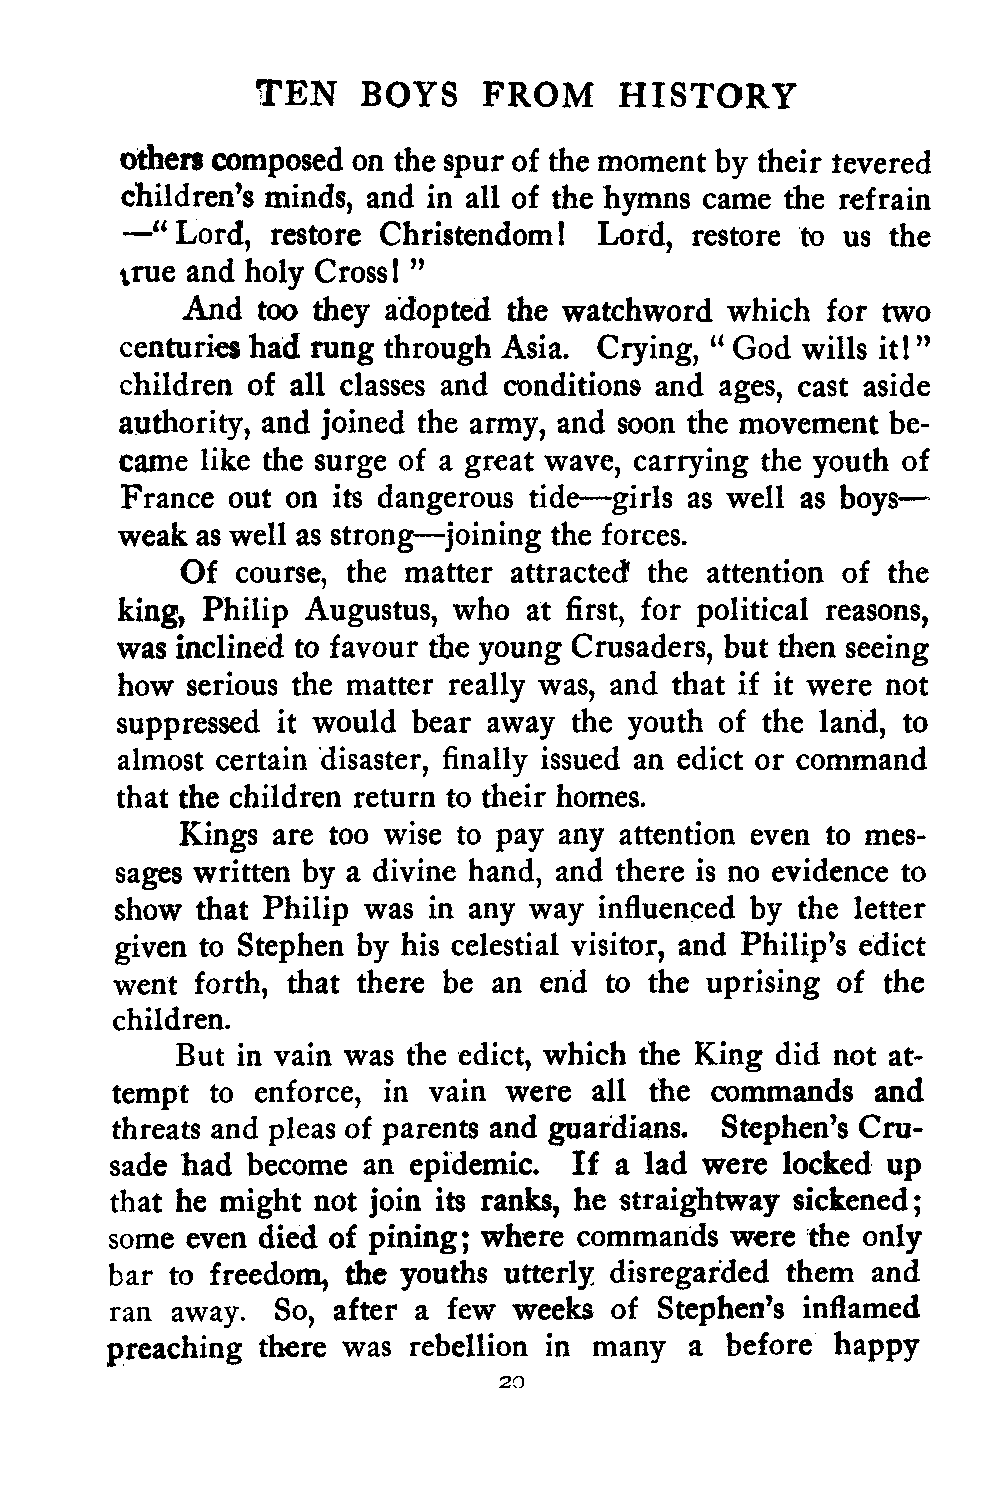 TEN BOYS FROM HISTORY
others composed on the spur of the moment by their fevered
children's minds, and in all of the hymns came the refrain
—"Lord, restore Christendom! Lord, restore to us the
true and holy Cross!"
And too they adopted the watchword which for two
centuries had rung through Asia. Crying, "God wills it!"
children of all classes and conditions and ages, cast aside
authority, and joined the army, and soon the movement be-
came like the surge of a great wave, carrying the youth of
France out on its dangerous tide—girls as well as boys—
weak as well as strong—joining the forces.
Of course, the matter attracted the attention of the
king, Philip Augustus, who at first, for political reasons,
was inclined to favour the young Crusaders, but then seeing
how serious the matter really was, and that if it were not
suppressed it would bear away the youth of the land, to
almost certain disaster, finally issued an edict or command
that the children return to their homes.
Kings are too wise to pay any attention even to mes-
sages written by a divine hand, and there is no evidence to
show that Philip was in any way influenced by the letter
given to Stephen by his celestial visitor, and Philip's edict
went forth, that there be an end to the uprising of the
children.
But in vain was the edict, which the King did not at-
tempt to enforce, in vain were all the commands and
threats and pleas of parents and guardians. Stephen's Cru-
sade had become an epidemic. If a lad were locked up
that he might not join its ranks, he straightway sickened;
some even died of pining; where commands were the only
bar to freedom, the youths utterly disregarded them and
ran away. So, after a few weeks of Stephen's inflamed
preaching there was rebellion in many a before happy
20